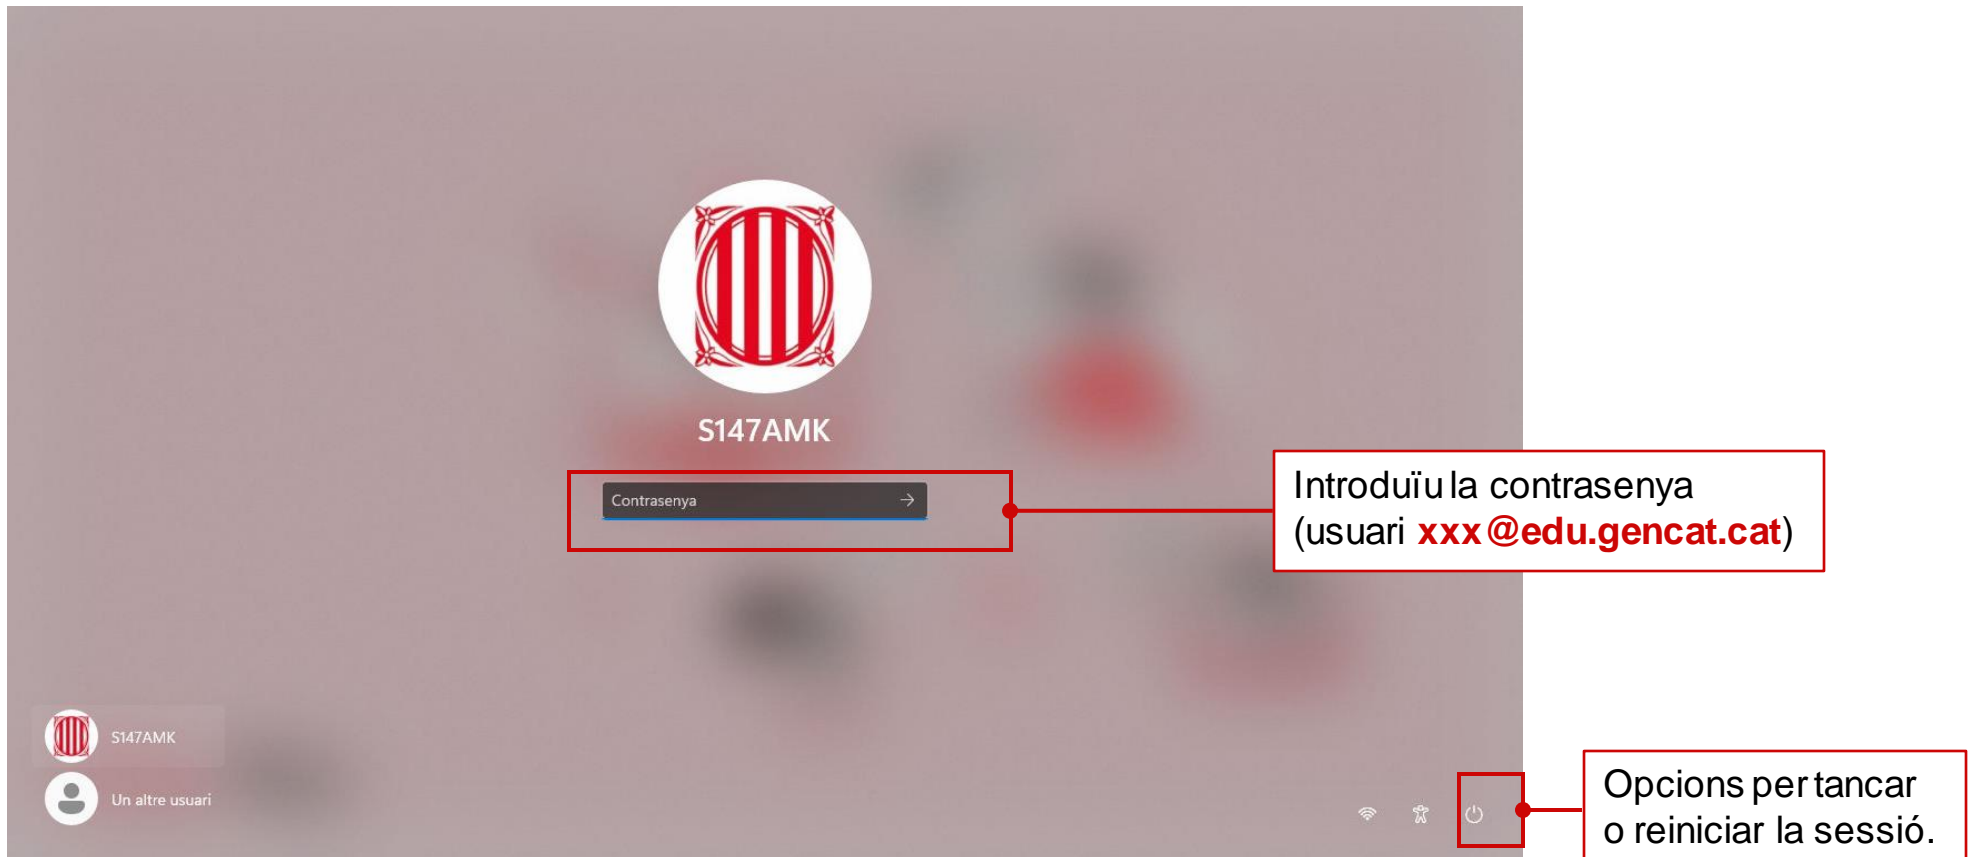 S147AMK
Contrasenya
Introduïu la contrasenya
(usuari xxx@edu.gencat.cat)
S147AMK
Un altre usuari
Opcions per tancar
o reiniciar la sessió.